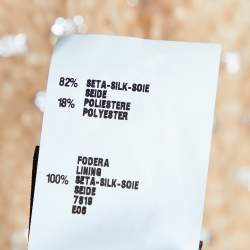 82% SETA-SILK-SOIE
SEIDE
18% POLIESTERE
POLYESTER
FODERA
LINING
100% SETA-SILK-SOIE
SEIDE
7819
E08